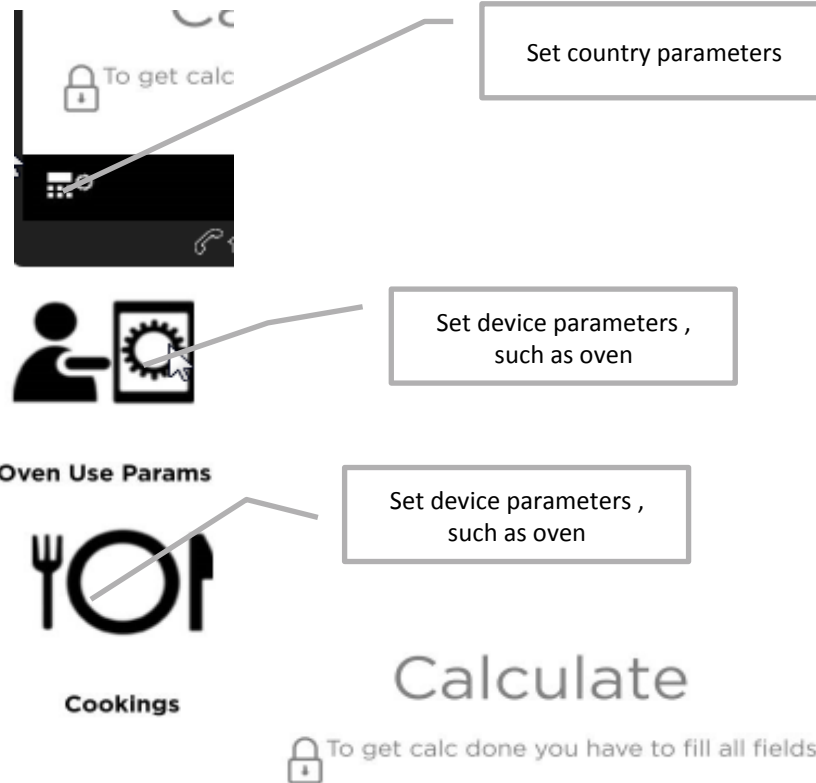 To get calc
Set country parameters
Set device parameters ,
such as oven
Oven Use Params
Set device parameters ,
such as oven
Cookings
Calculate
To get calc done you have to fill all fields